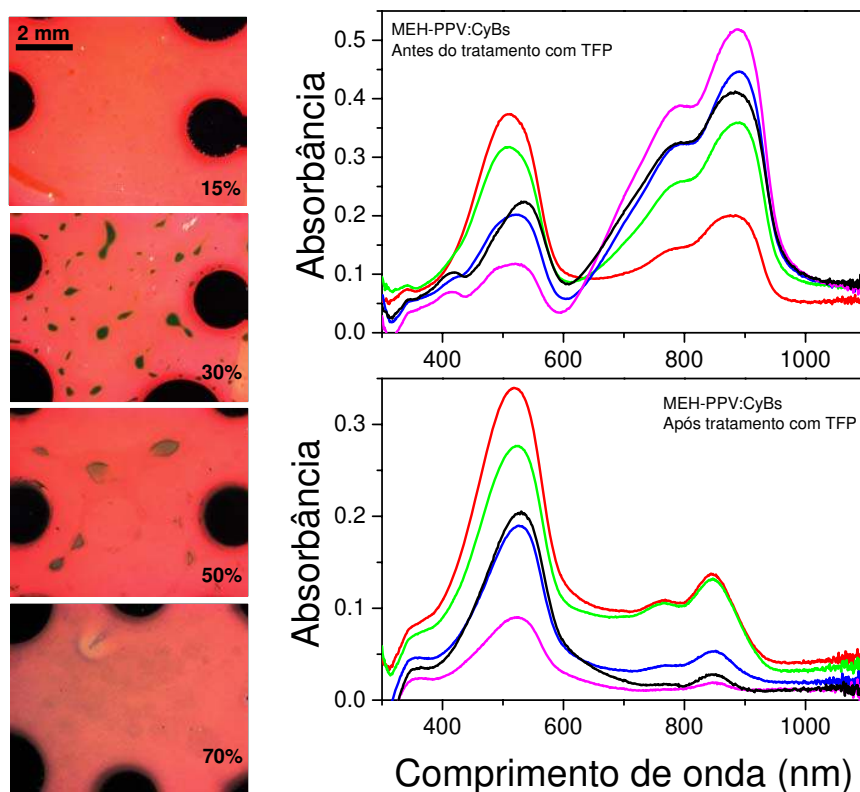 2 mm
15%
30%
50%
70%
MEH-PPV:CyBs
Antes do tratamento com TFP
Absorbância
0.5
0.4
0.3
0.2
0.1
0.0
400
600
800
1000
MEH-PPV:CyBs
Após tratamento com TFP
Absorbância
0.3
0.2
0.1
0.0
400
600
800
1000
Comprimento de onda (nm)